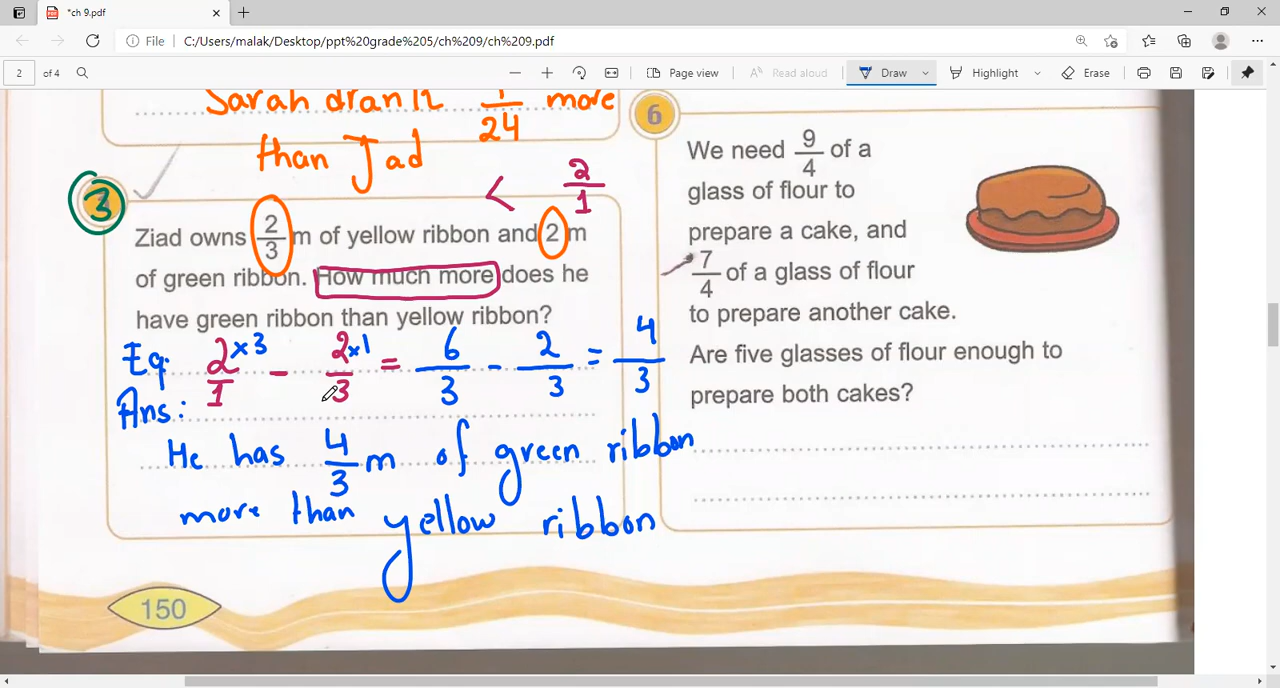 *ch 9.pdf
File C:/Users/malak/Desktop/ppt%20grade%205/ch%209/ch%209.pdf
2 of 4 Page view Read aloud Draw Highlight Erase
Sarah drank 1/24 more
than Jad
3
< 2/1
Ziad owns 2/3 m of yellow ribbon and 2 m
of green ribbon. How much more does he
have green ribbon than yellow ribbon?
Eq: 2×3/1 - 2×1/3 = 6/3 - 2/3 = 4/3
Ans:
He has 4/3 m of green ribbon
more than yellow ribbon
150
6
We need 9/4 of a
glass of flour to
prepare a cake, and
7/4 of a glass of flour
to prepare another cake.
Are five glasses of flour enough to
prepare both cakes?